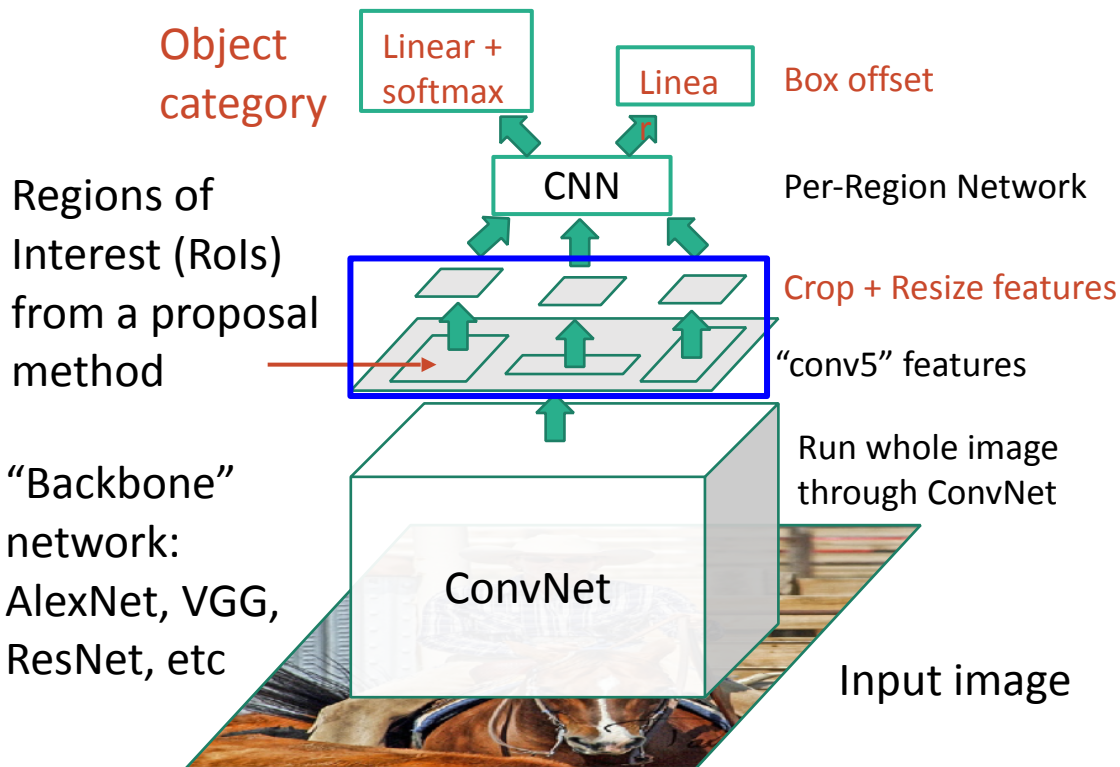 Object
category
Linear +
softmax
Linea
r
Box offset
CNN
Per-Region Network
Regions of
Interest (RoIs)
from a proposal
method
Crop + Resize features
“conv5” features
Run whole image
through ConvNet
“Backbone”
network:
AlexNet, VGG,
ResNet, etc
ConvNet
Input image